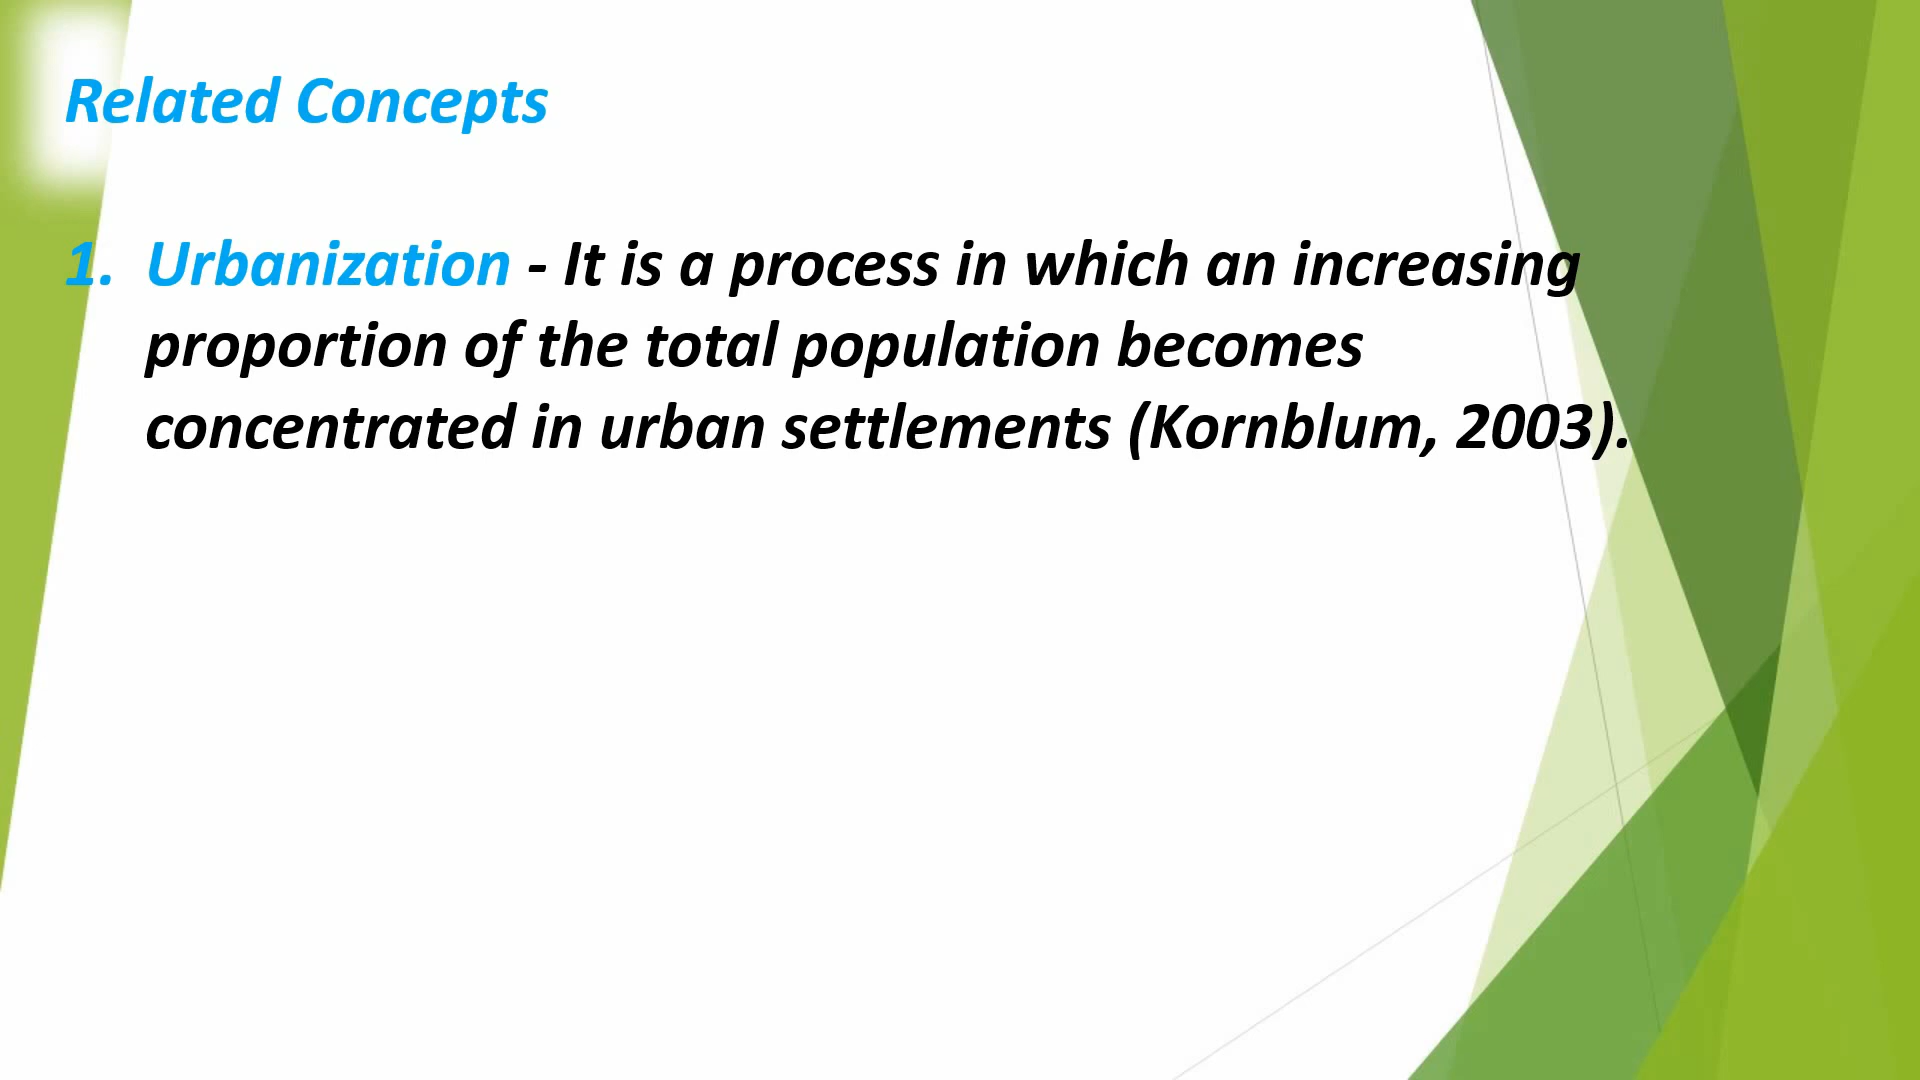 Related Concepts
1. Urbanization - It is a process in which an increasing
proportion of the total population becomes
concentrated in urban settlements (Kornblum, 2003).